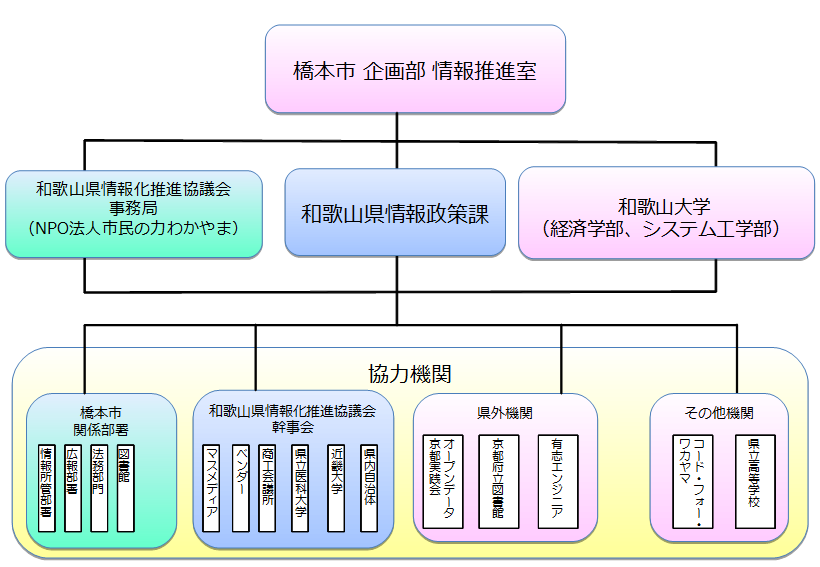 橋本市 企画部 情報推進室
和歌山県情報化推進協議会
事務局
（NPO法人市民の力わかやま）
和歌山県情報政策課
和歌山大学
（経済学部、システム工学部）
協力機関
橋本市
関係部署
情報所管部署
広報部署
法務部門
図書館
和歌山県情報化推進協議会
幹事会
マスメディア
ベンダー
商工会議所
県立医科大学
近畿大学
県内自治体
県外機関
オープンデータ
京都実践会
京都府立図書館
有志エンジニア
その他機関
コード・フォー・
ワカヤマ
県立高等学校